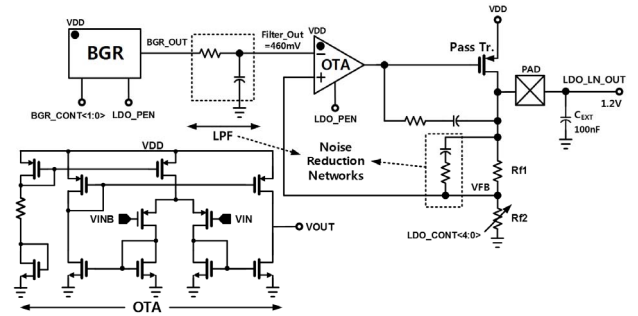 VDD
BGR
BGR_OUT
BGR_CONT<1:0>
LDO_PEN
LPF
Filter_Out
=460mV
VDD
OTA
LDO_PEN
VDD
Pass Tr.
PAD
LDO_LN_OUT
1.2V
CEXT
100nF
Noise
Reduction
Networks
Rf1
VFB
Rf2
LDO_CONT<4:0>
VDD
VINB
VIN
VOUT
OTA